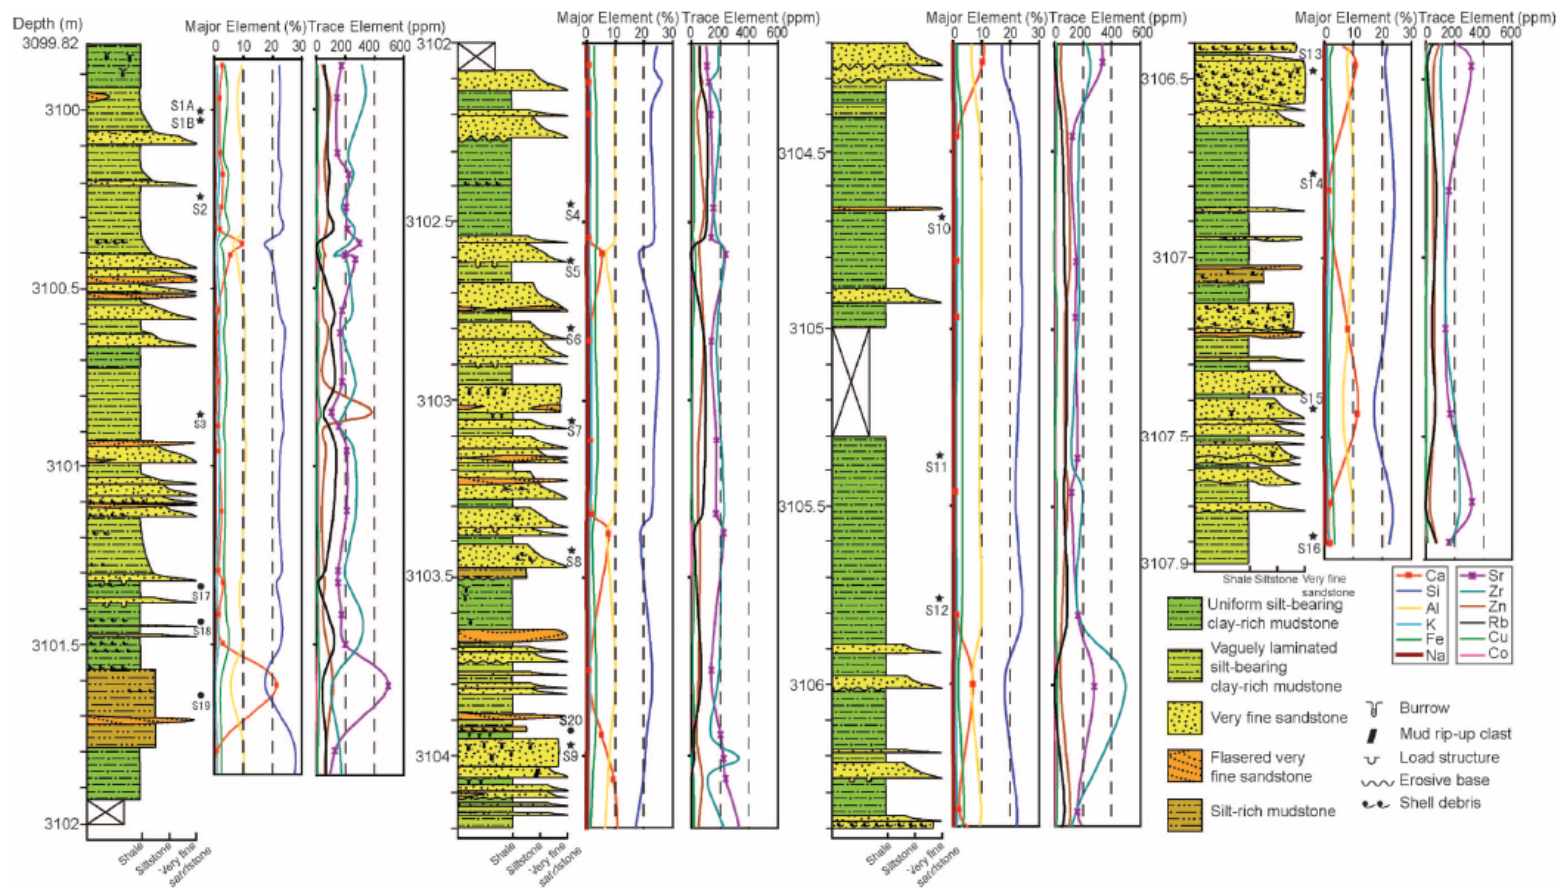 Depth (m)
3099.82
3100
3100.5
3101
3101.5
3102
S1A
S1B
S2
S3
S17
S18
S19
Shale
Siltstone
Very fine
sandstone
Major Element (%)
0 10 20 30
Trace Element (ppm)
0 200 400 600
3102
3102.5
3103
3103.5
3104
S4
S5
S6
S7
S8
S20
S9
Shale
Siltstone
Very fine
sandstone
Major Element (%)
0 10 20 30
Trace Element (ppm)
0 200 400 600
3104.5
3105
3105.5
3106
S10
S11
S12
Shale
Siltstone
Very fine
sandstone
Major Element (%)
0 10 20 30
Trace Element (ppm)
0 200 400 600
3106.5
3107
3107.5
3107.9
S13
S14
S15
S16
Shale Siltstone Very fine
sandstone
Major Element (%)
0 10 20 30
Trace Element (ppm)
0 200 400 600
Ca
Si
Al
K
Fe
Na
Sr
Zr
Zn
Rb
Cu
Co
Uniform silt-bearing
clay-rich mudstone
Vaguely laminated
silt-bearing
clay-rich mudstone
Very fine sandstone
Flasered very
fine sandstone
Silt-rich mudstone
Burrow
Mud rip-up clast
Load structure
Erosive base
Shell debris